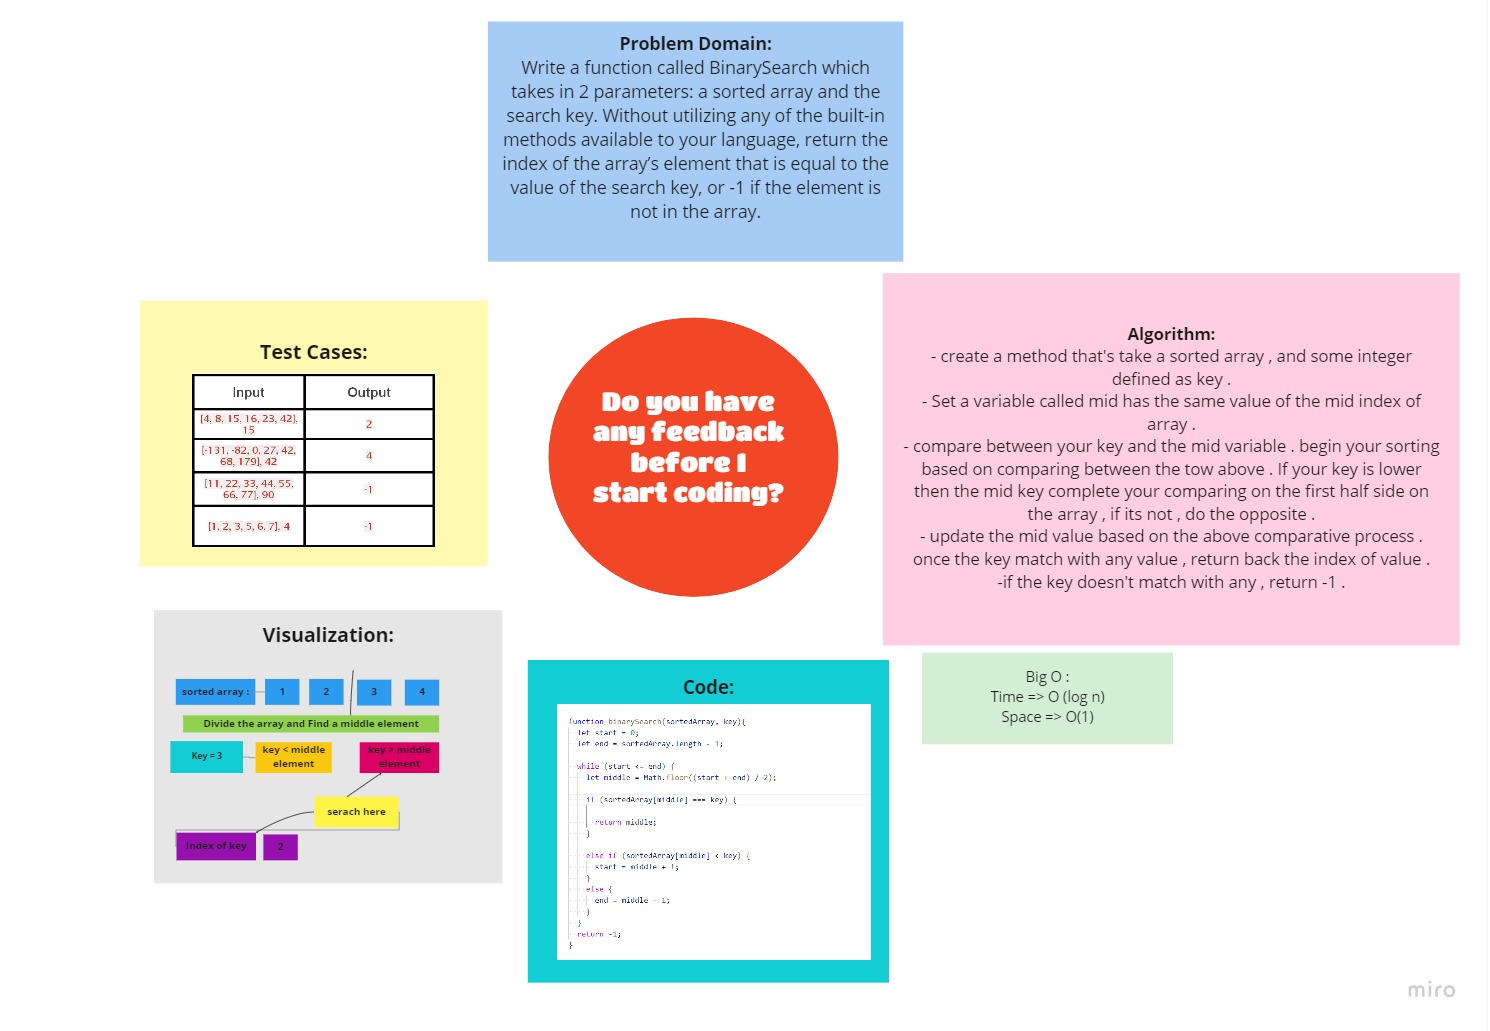 Problem Domain:
Write a function called BinarySearch which
takes in 2 parameters: a sorted array and the
search key. Without utilizing any of the built-in
methods available to your language, return the
index of the array’s element that is equal to the
value of the search key, or -1 if the element is
not in the array.
Test Cases:
Input Output
[4, 8, 15, 16, 23, 42],
15
2
[-131, -82, 0, 27, 42,
68, 179], 42
4
[11, 22, 33, 44, 55,
66, 77], 90
-1
[1, 2, 3, 5, 6, 7], 4
-1
Do you have
any feedback
before I
start coding?
Algorithm:
- create a method that's take a sorted array , and some integer
defined as key .
- Set a variable called mid has the same value of the mid index of
array .
- compare between your key and the mid variable . begin your sorting
based on comparing between the tow above . If your key is lower
then the mid key complete your comparing on the first half side on
the array , if its not , do the opposite .
- update the mid value based on the above comparative process .
once the key match with any value , return back the index of value .
-if the key doesn't match with any , return -1 .
Visualization:
sorted array : 1 2 3 4
Divide the array and Find a middle element
Key = 3
key < middle
element
key > middle
element
serach here
Index of key 2
Code:
function binarySearch(sortedArray, key){
let start = 0;
let end = sortedArray.length - 1;
while (start <= end) {
let middle = Math.floor((start + end) / 2);
if (sortedArray[middle] === key) {
return middle;
}
else if (sortedArray[middle] < key) {
start = middle + 1;
}
else {
end = middle - 1;
}
}
return -1;
}
Big O :
Time => O (log n)
Space => O(1)
miro